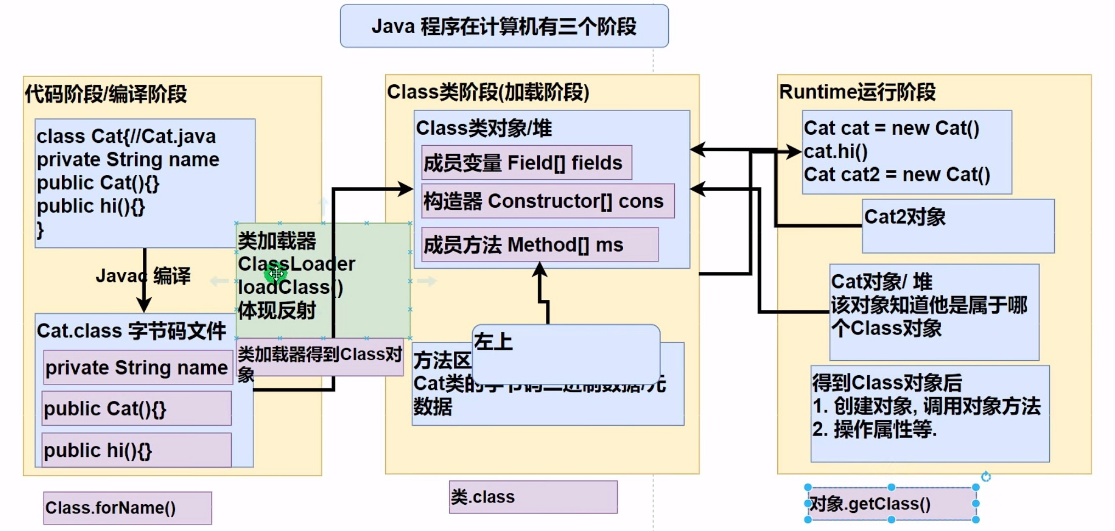 Java 程序在计算机有三个阶段
代码阶段/编译阶段
class Cat{//Cat.java
private String name
public Cat(){}
public hi(){}
}
Javac 编译
Cat.class 字节码文件
private String name
public Cat(){}
public hi(){}
Class.forName()
类加载器
ClassLoader
loadClass()
体现反射
类加载器得到Class对
象
Class类阶段(加载阶段)
Class类对象/堆
成员变量 Field[] fields
构造器 Constructor[] cons
成员方法 Method[] ms
左上
方法区
Cat类的字节码二进制数据/元
数据
类.class
Runtime运行阶段
Cat cat = new Cat()
cat.hi()
Cat cat2 = new Cat()
Cat2对象
Cat对象/ 堆
该对象知道他是属于哪
个Class对象
得到Class对象后
1. 创建对象, 调用对象方法
2. 操作属性等.
对象.getClass()